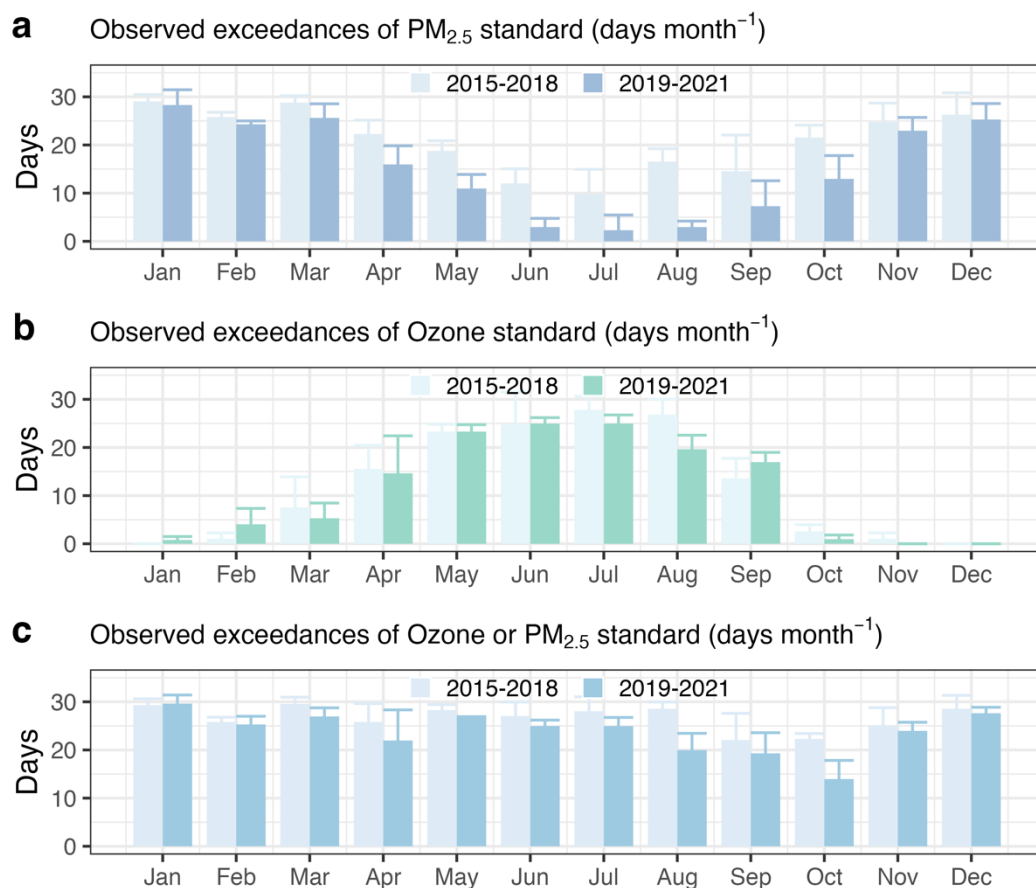 a Observed exceedances of PM₂.₅ standard (days month⁻¹)
2015-2018 2019-2021
30
20
10
0
Days
Jan Feb Mar Apr May Jun Jul Aug Sep Oct Nov Dec
b Observed exceedances of Ozone standard (days month⁻¹)
2015-2018 2019-2021
30
20
10
0
Days
Jan Feb Mar Apr May Jun Jul Aug Sep Oct Nov Dec
c Observed exceedances of Ozone or PM₂.₅ standard (days month⁻¹)
2015-2018 2019-2021
30
20
10
0
Days
Jan Feb Mar Apr May Jun Jul Aug Sep Oct Nov Dec